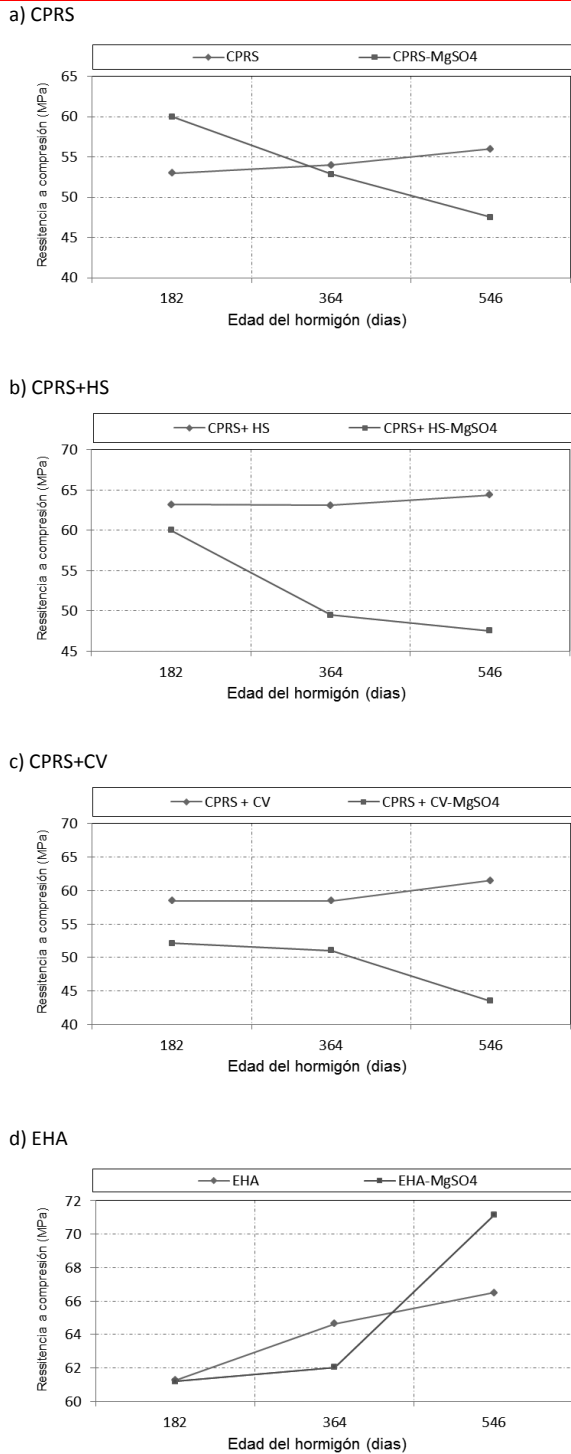 a) CPRS
CPRS CPRS-MgSO4
Ressitencia a compresión (MPa)
65
60
55
50
45
40
182 364 546
Edad del hormigón (dias)
b) CPRS+HS
CPRS+ HS CPRS+ HS-MgSO4
Ressitencia a compresión (MPa)
70
65
60
55
50
45
182 364 546
Edad del hormigón (dias)
c) CPRS+CV
CPRS + CV CPRS + CV-MgSO4
Ressitencia a compresión (MPa)
70
65
60
55
50
45
40
182 364 546
Edad del hormigón (dias)
d) EHA
EHA EHA-MgSO4
Ressitencia a compresión (MPa)
72
70
68
66
64
62
60
182 364 546
Edad del hormigón (dias)